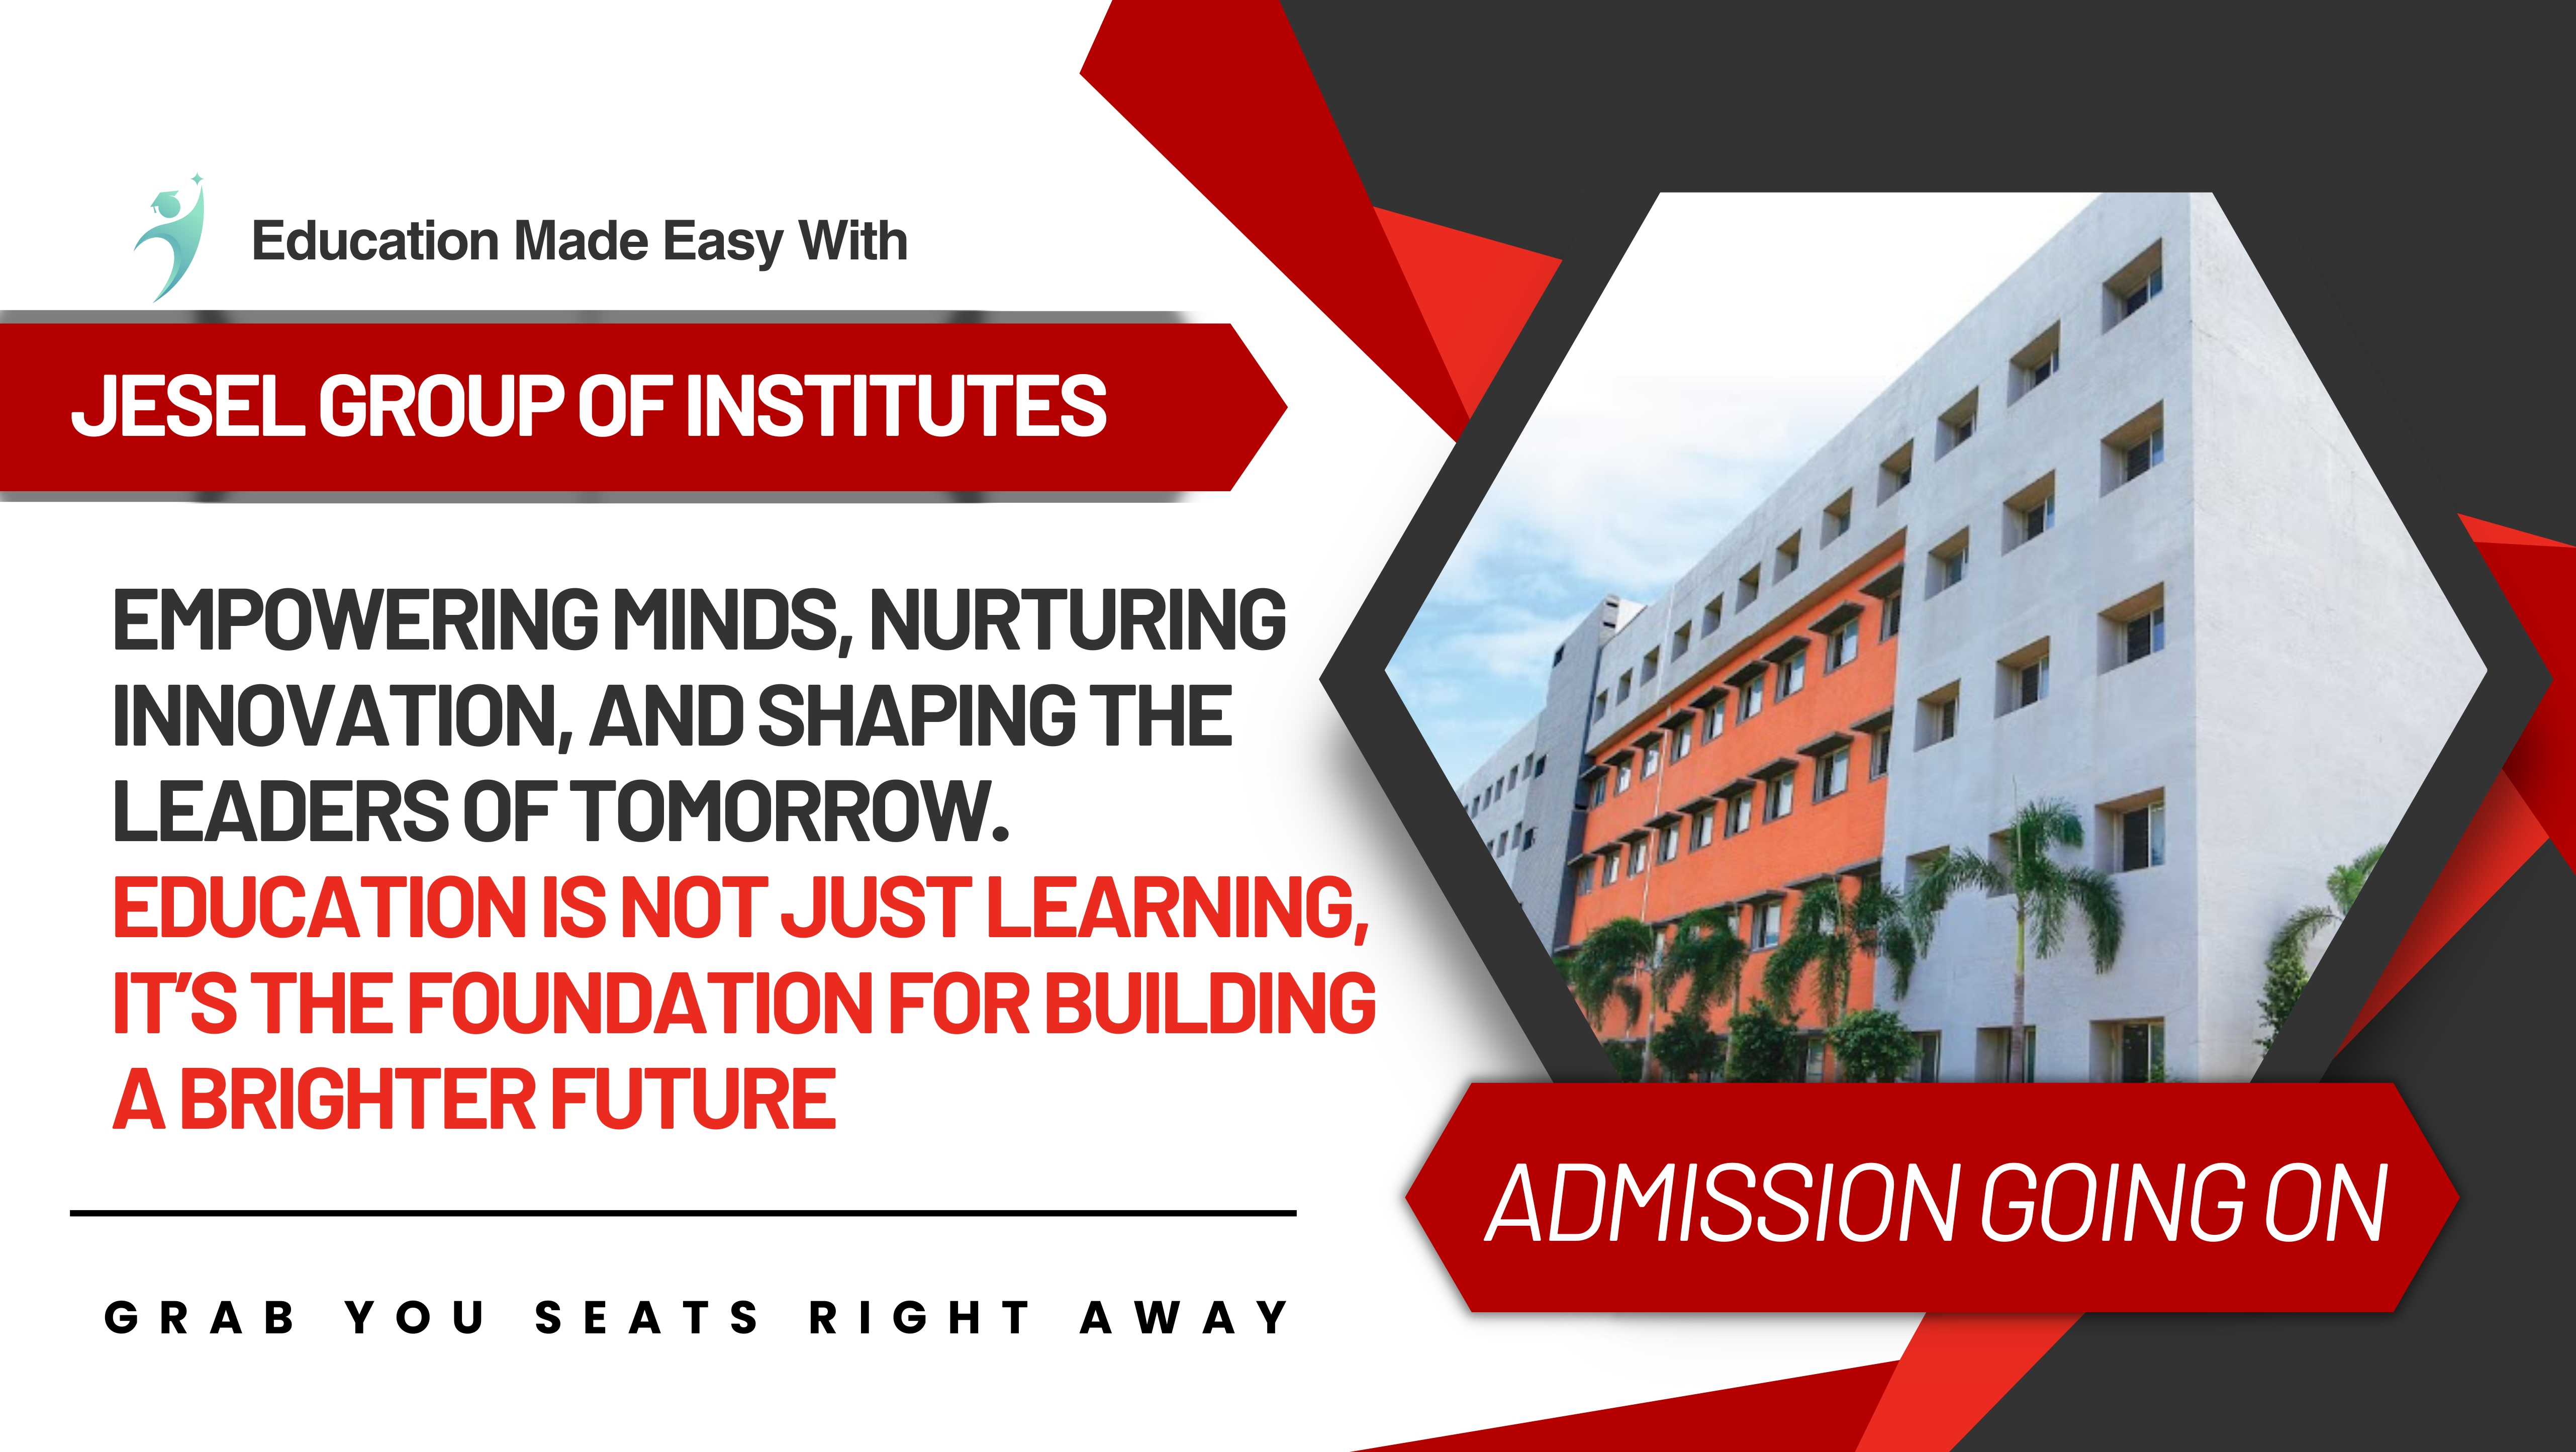 Education Made Easy With
JESEL GROUP OF INSTITUTES
EMPOWERING MINDS, NURTURING
INNOVATION, AND SHAPING THE
LEADERS OF TOMORROW.
EDUCATION IS NOT JUST LEARNING,
IT’S THE FOUNDATION FOR BUILDING
A BRIGHTER FUTURE
GRAB YOU SEATS RIGHT AWAY
ADMISSION GOING ON